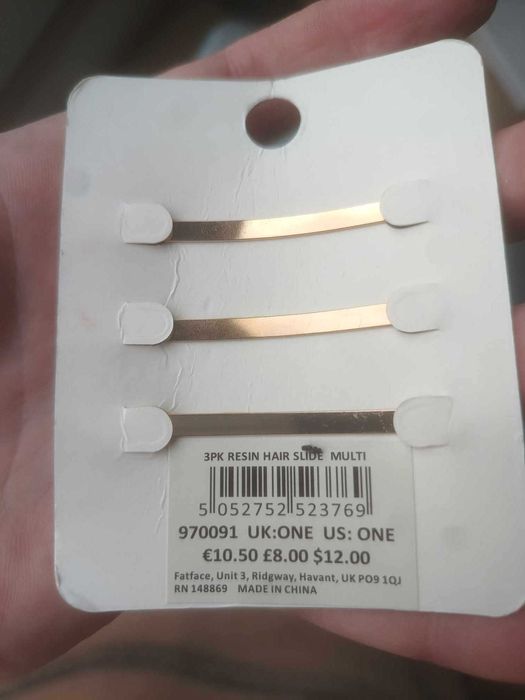 3PK RESIN HAIR SLIDE MULTI
5 052752 523769
970091 UK:ONE US: ONE
€10.50 £8.00 $12.00
Fatface, Unit 3, Ridgway, Havant, UK PO9 1QJ
RN 148869 MADE IN CHINA